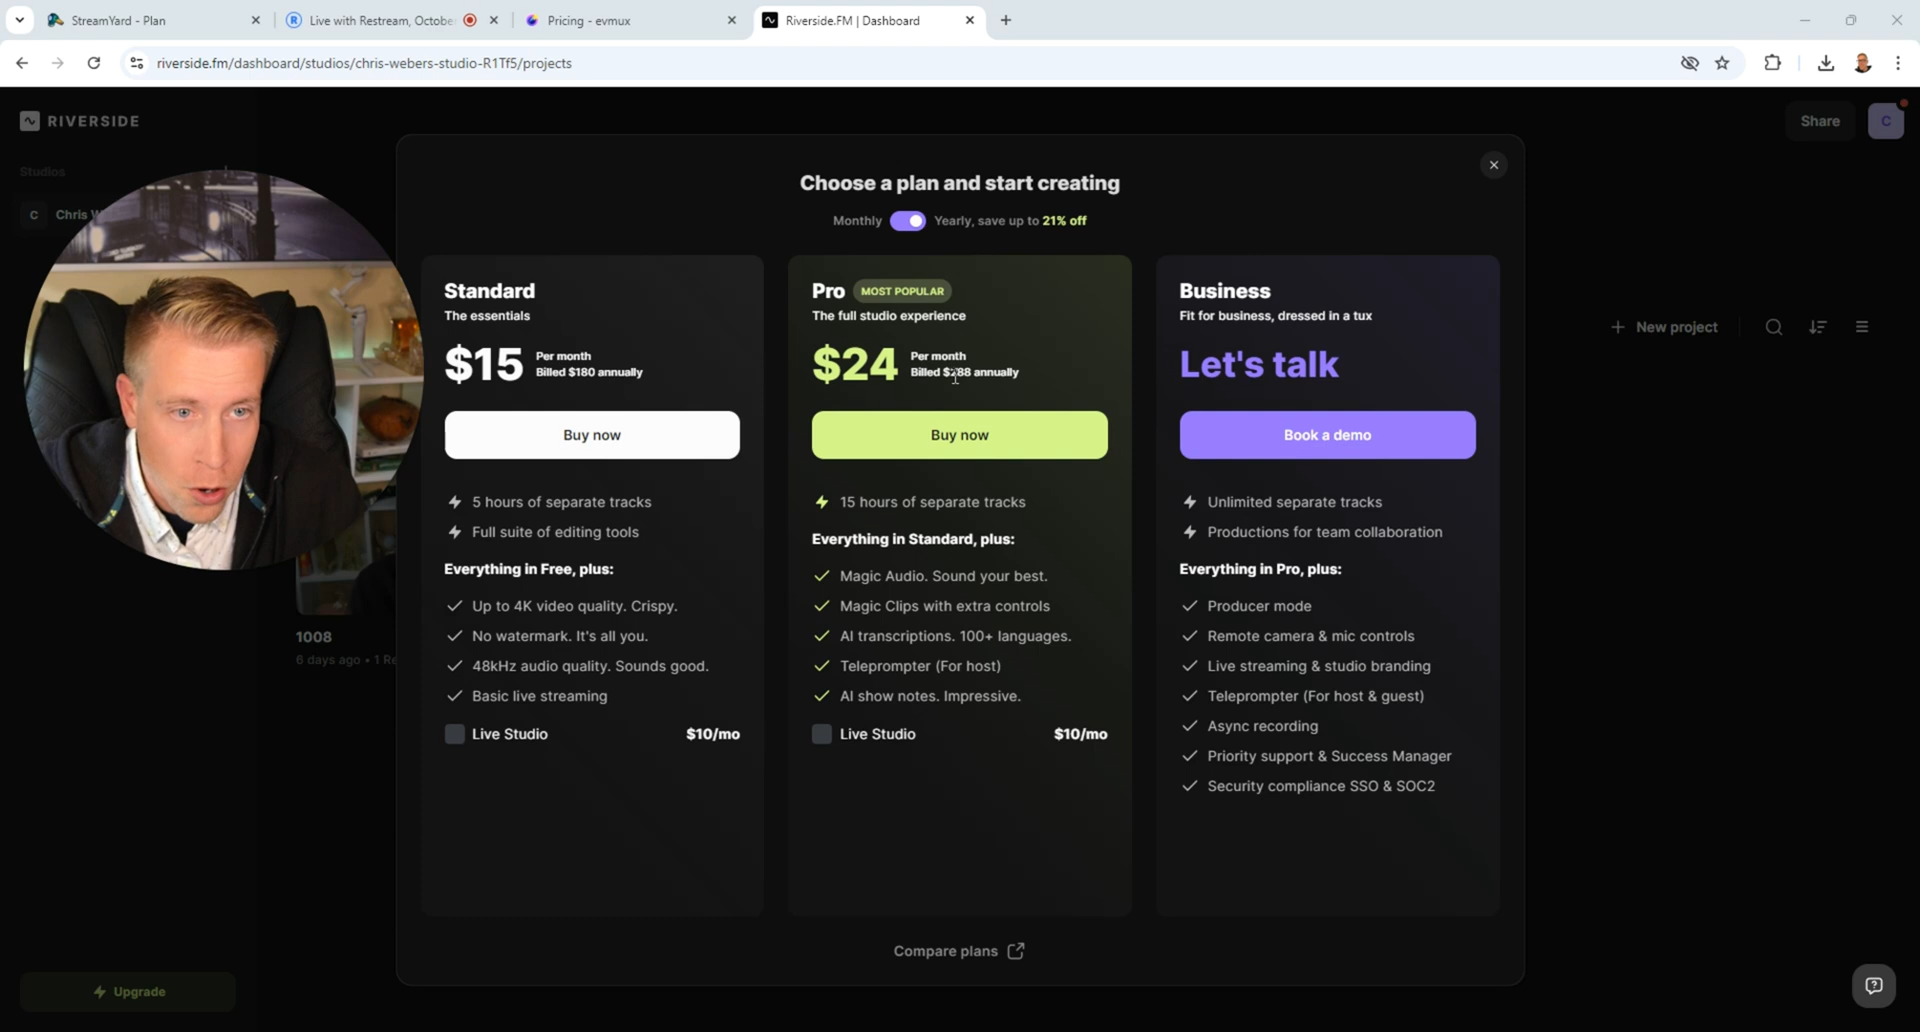 StreamYard - Plan
Live with Restream, Octobe
Pricing - evmux
Riverside.FM | Dashboard
riverside.fm/dashboard/studios/chris-webers-studio-R1Tf5/projects
RIVERSIDE
Share
C
Studios
C Chris W
Choose a plan and start creating
Monthly Yearly, save up to 21% off
Standard
The essentials
$15 Per month
Billed $180 annually
Buy now
5 hours of separate tracks
Full suite of editing tools
Everything in Free, plus:
Up to 4K video quality. Crispy.
No watermark. It's all you.
48kHz audio quality. Sounds good.
Basic live streaming
Live Studio $10/mo
Pro MOST POPULAR
The full studio experience
$24 Per month
Billed $288 annually
Buy now
15 hours of separate tracks
Everything in Standard, plus:
Magic Audio. Sound your best.
Magic Clips with extra controls
AI transcriptions. 100+ languages.
Teleprompter (For host)
AI show notes. Impressive.
Live Studio $10/mo
Business
Fit for business, dressed in a tux
Let's talk
Book a demo
Unlimited separate tracks
Productions for team collaboration
Everything in Pro, plus:
Producer mode
Remote camera & mic controls
Live streaming & studio branding
Teleprompter (For host & guest)
Async recording
Priority support & Success Manager
Security compliance SSO & SOC2
New project
1008
6 days ago • 1 Re
Compare plans
Upgrade